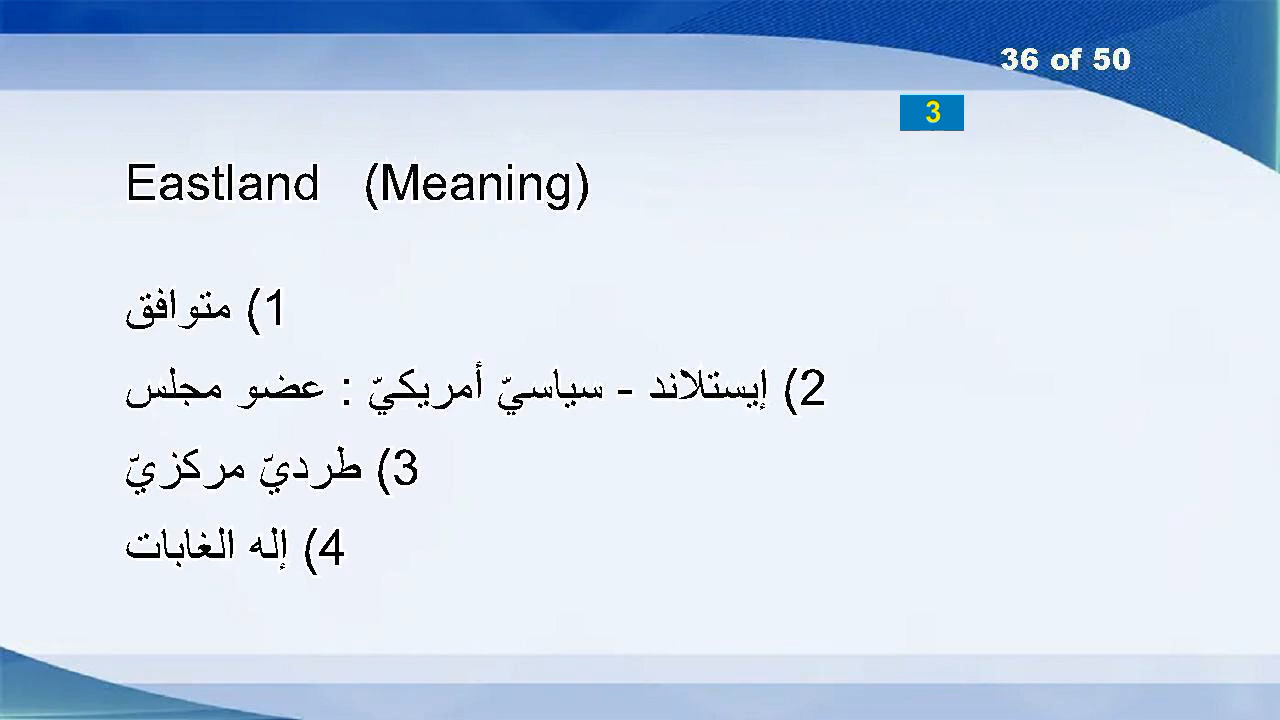 36 of 50
3
Eastland (Meaning)
1) متوافق
2) إيستلاند - سياسيّ أمريكيّ : عضو مجلس
3) طرديّ مركزيّ
4) إله الغابات